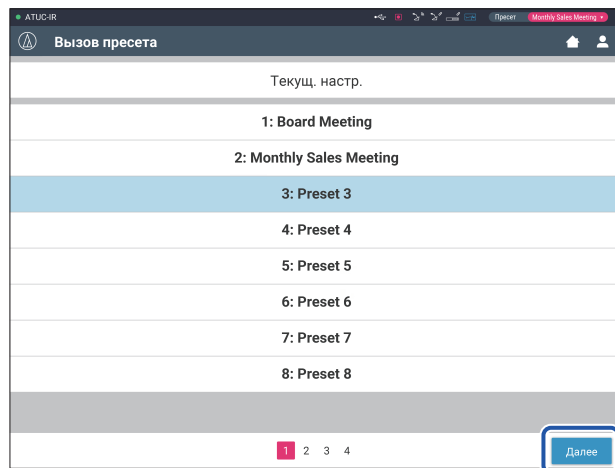 ATUC-IR Пресет Monthly Sales Meeting
Вызов пресета
Текущ. настр.
1: Board Meeting
2: Monthly Sales Meeting
3: Preset 3
4: Preset 4
5: Preset 5
6: Preset 6
7: Preset 7
8: Preset 8
1 2 3 4
Далее